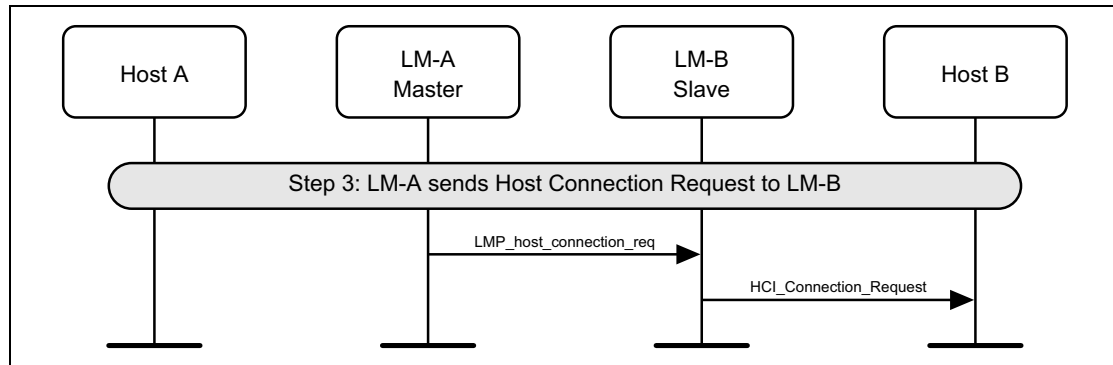 Host A
LM-A
Master
LM-B
Slave
Host B
Step 3: LM-A sends Host Connection Request to LM-B
LMP_host_connection_req
HCI_Connection_Request